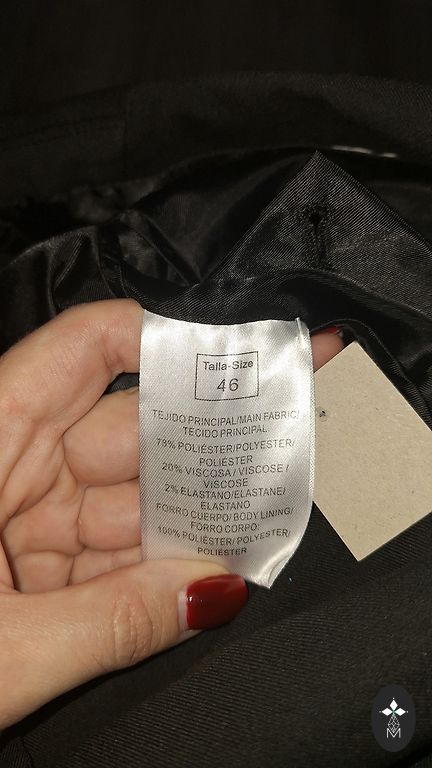 Talla-Size
46
TEJIDO PRINCIPAL/MAIN FABRIC/
TECIDO PRINCIPAL
78% POLIÉSTER/POLYESTER/
POLIÉSTER
20% VISCOSA / VISCOSE /
VISCOSE
2% ELASTANO/ELASTANE/
ELASTANO
FORRO CUERPO/ BODY LINING/
FORRO CORPO:
100% POLIÉSTER/ POLYESTER/
POLIÉSTER
M